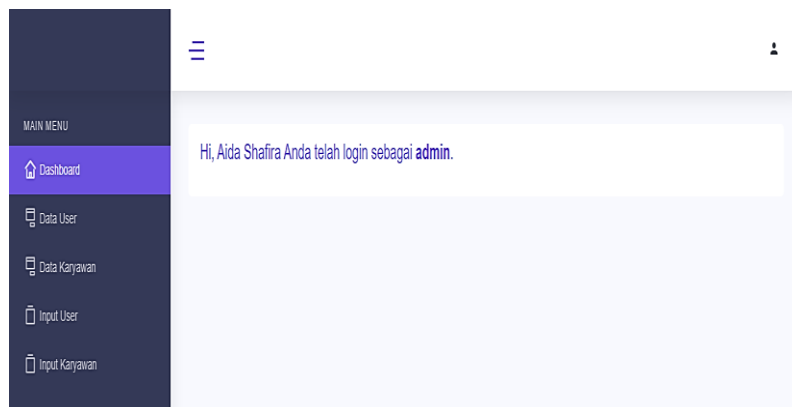 MAIN MENU
Dashboard
Data User
Data Karyawan
Input User
Input Karyawan
Hi, Aida Shafira Anda telah login sebagai admin.